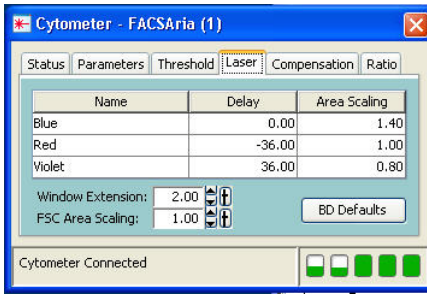 Cytometer - FACSAria (1)
Status Parameters Threshold Laser Compensation Ratio
Name Delay Area Scaling
Blue 0.00 1.40
Red -36.00 1.00
Violet 36.00 0.80
Window Extension: 2.00
FSC Area Scaling: 1.00
BD Defaults
Cytometer Connected